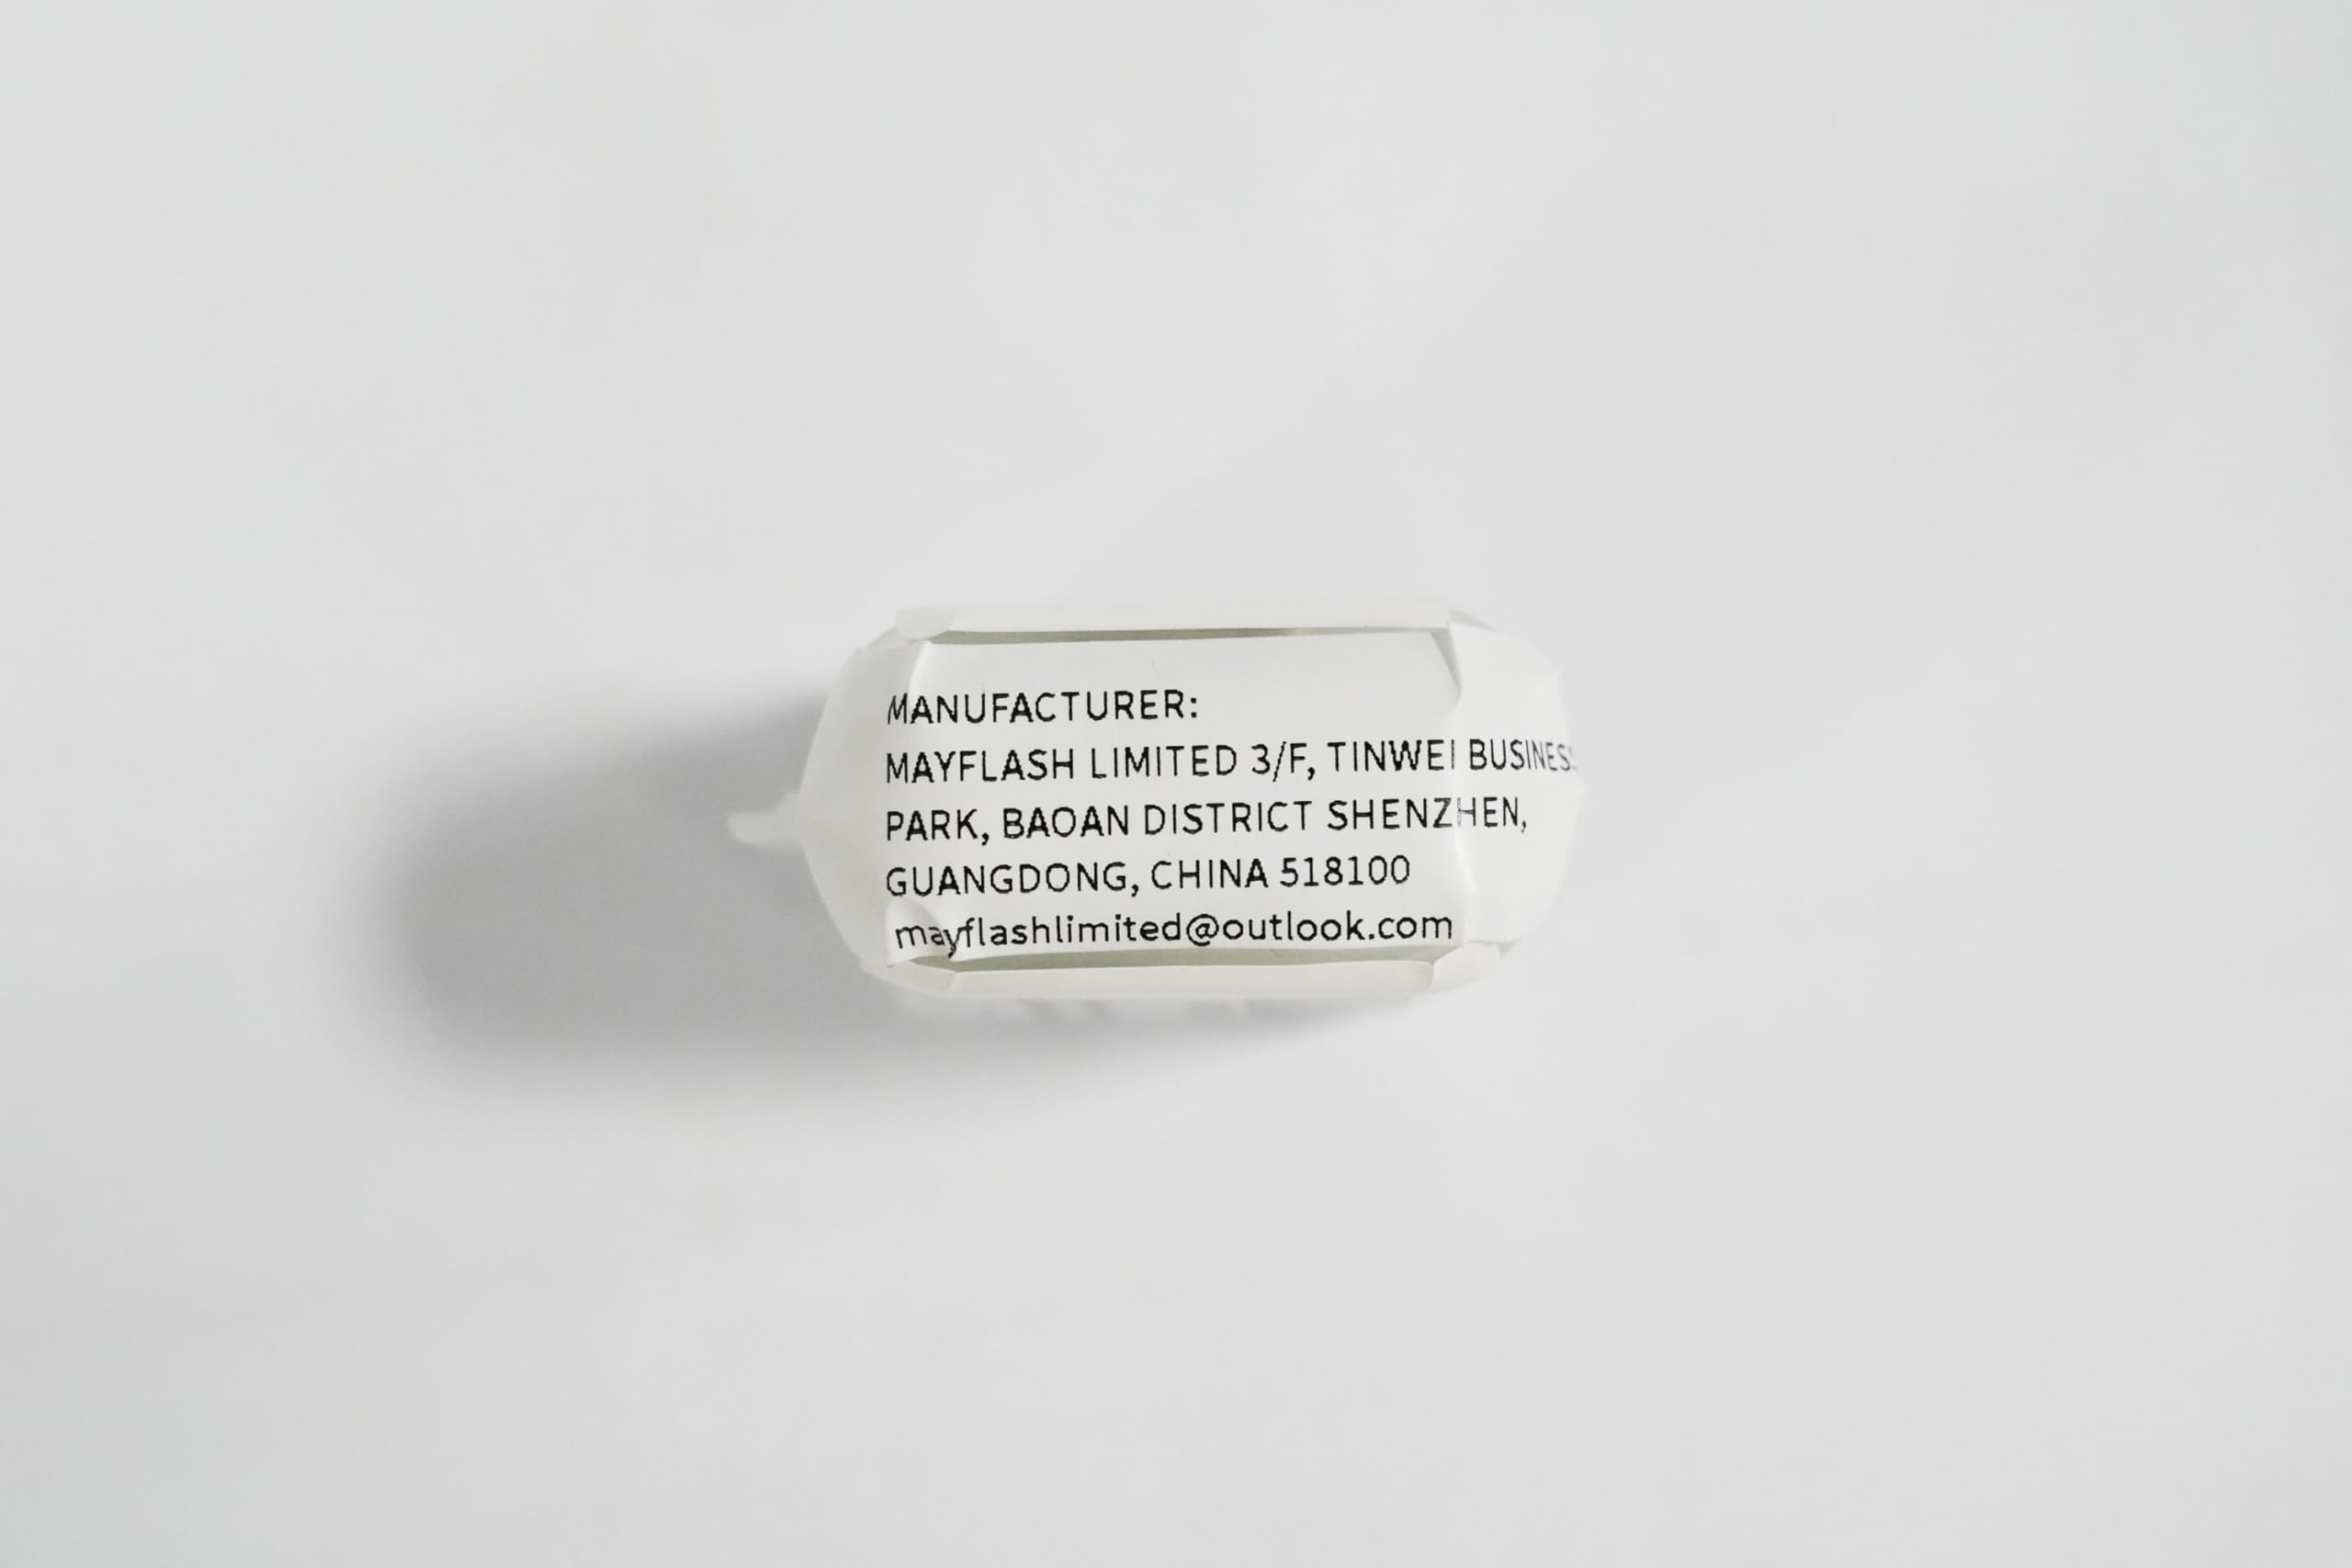 MANUFACTURER:
MAYFLASH LIMITED 3/F, TINWEI BUSINESS
PARK, BAOAN DISTRICT SHENZHEN,
GUANGDONG, CHINA 518100
mayflashlimited@outlook.com